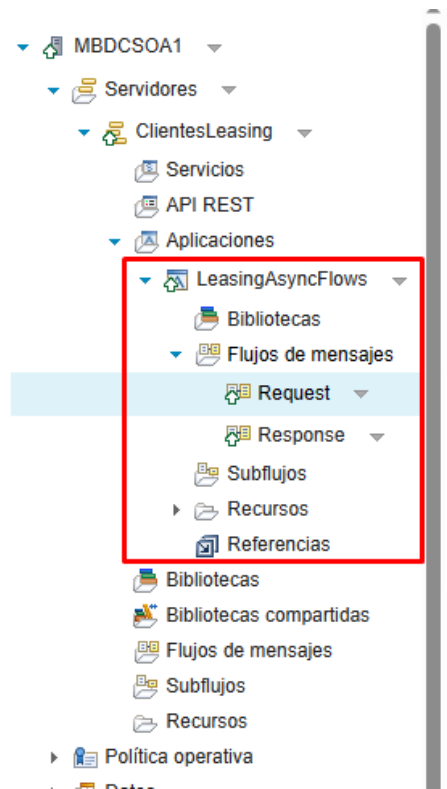 MBDCSOA1
Servidores
ClientesLeasing
Servicios
API REST
Aplicaciones
LeasingAsyncFlows
Bibliotecas
Flujos de mensajes
Request
Response
Subflujos
Recursos
Referencias
Bibliotecas
Bibliotecas compartidas
Flujos de mensajes
Subflujos
Recursos
Política operativa